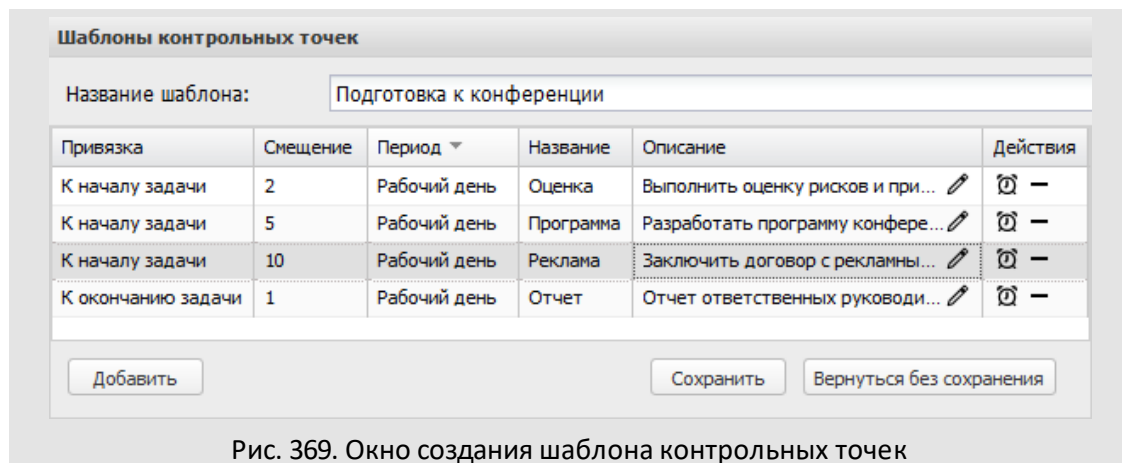 Шаблоны контрольных точек
Название шаблона: Подготовка к конференции
Привязка Смещение Период Название Описание Действия
К началу задачи 2 Рабочий день Оценка Выполнить оценку рисков и при...
К началу задачи 5 Рабочий день Программа Разработать программу конфере...
К началу задачи 10 Рабочий день Реклама Заключить договор с рекламны...
К окончанию задачи 1 Рабочий день Отчет Отчет ответственных руководи...
Добавить Сохранить Вернуться без сохранения
Рис. 369. Окно создания шаблона контрольных точек